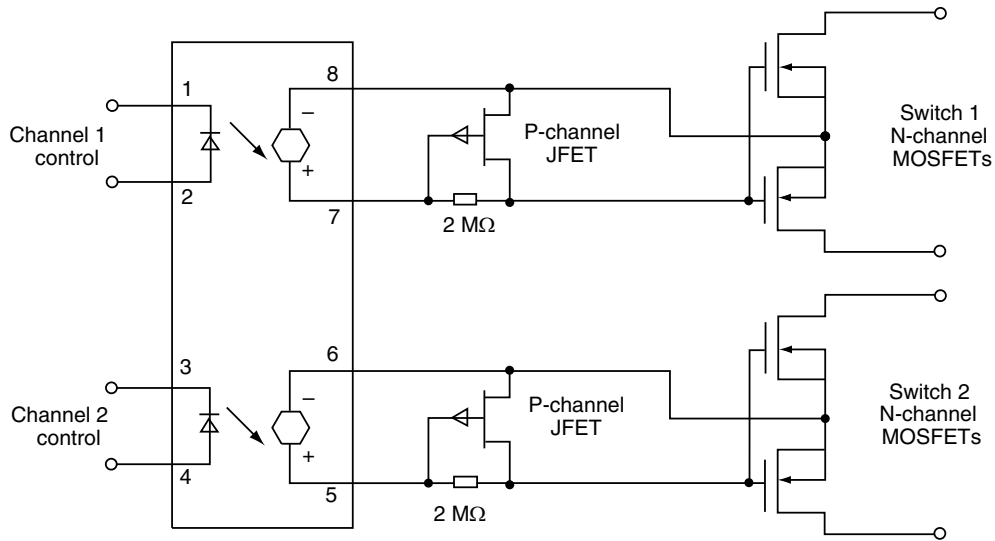 Channel 1
control
1
2
8
−
+
7
P-channel
JFET
2 MΩ
Switch 1
N-channel
MOSFETs
Channel 2
control
3
4
6
−
+
5
P-channel
JFET
2 MΩ
Switch 2
N-channel
MOSFETs